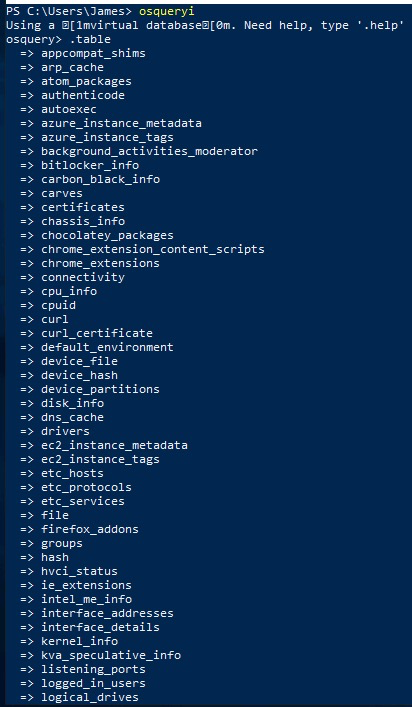 PS C:\Users\James> osqueryi
Using a [1mvirtual database[0m. Need help, type '.help'
osquery> .table
=> appcompat_shims
=> arp_cache
=> atom_packages
=> authenticode
=> autoexec
=> azure_instance_metadata
=> azure_instance_tags
=> background_activities_moderator
=> bitlocker_info
=> carbon_black_info
=> carves
=> certificates
=> chassis_info
=> chocolatey_packages
=> chrome_extension_content_scripts
=> chrome_extensions
=> connectivity
=> cpu_info
=> cpuid
=> curl
=> curl_certificate
=> default_environment
=> device_file
=> device_hash
=> device_partitions
=> disk_info
=> dns_cache
=> drivers
=> ec2_instance_metadata
=> ec2_instance_tags
=> etc_hosts
=> etc_protocols
=> etc_services
=> file
=> firefox_addons
=> groups
=> hash
=> hvci_status
=> ie_extensions
=> intel_me_info
=> interface_addresses
=> interface_details
=> kernel_info
=> kva_speculative_info
=> listening_ports
=> logged_in_users
=> logical_drives